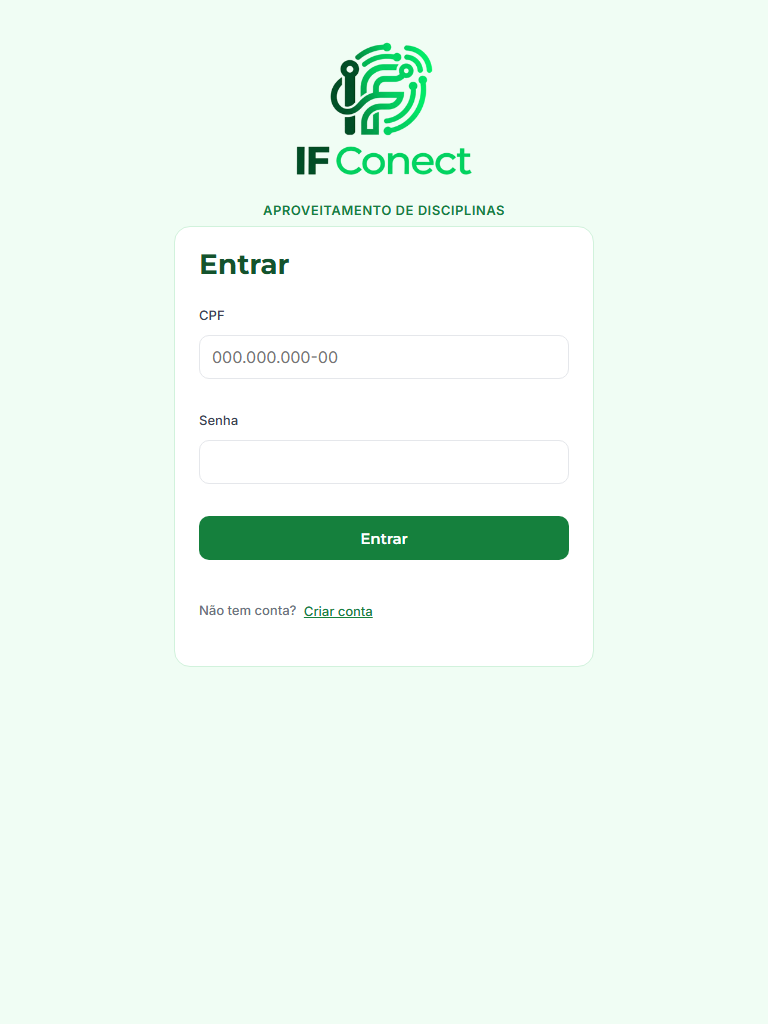 IF Conect
APROVEITAMENTO DE DISCIPLINAS
Entrar
CPF
000.000.000-00
Senha
Entrar
Não tem conta? Criar conta